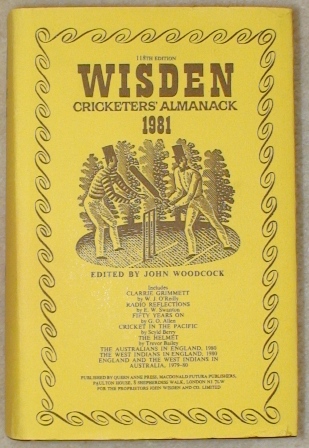 118TH EDITION
WISDEN
CRICKETERS' ALMANACK
1981
EDITED BY JOHN WOODCOCK
Includes
CLARRIE GRIMMETT
by W. J. O'Reilly
RADIO REFLECTIONS
by E. W. Swanton
FIFTY YEARS ON
by G. O. Allen
CRICKET IN THE PACIFIC
by Scyld Berry
THE HELMET
by Trevor Bailey
THE AUSTRALIANS IN ENGLAND, 1980
THE WEST INDIANS IN ENGLAND, 1980
ENGLAND AND THE WEST INDIANS IN
AUSTRALIA, 1979-80
PUBLISHED BY QUEEN ANNE PRESS, MACDONALD FUTURA PUBLISHERS,
PAULTON HOUSE, 8 SHEPHERDESS WALK, LONDON N1 7LW
FOR THE PROPRIETORS JOHN WISDEN AND CO. LIMITED